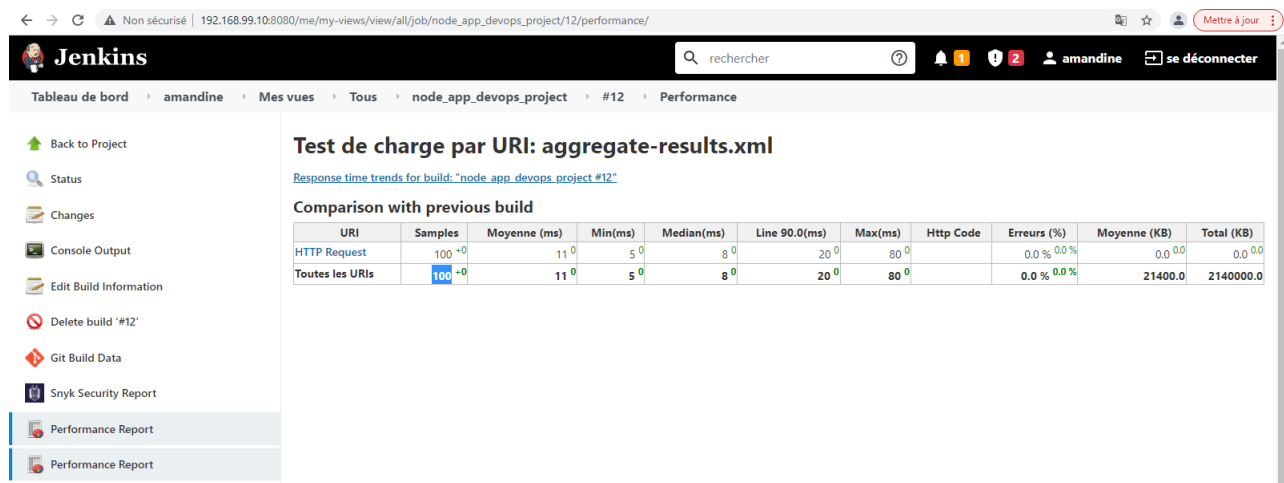 Non sécurisé | 192.168.99.10:8080/me/my-views/view/all/job/node_app_devops_project/12/performance/ Mettre à jour
Jenkins rechercher 1 2 amandine se déconnecter
Tableau de bord amandine Mes vues Tous node_app_devops_project #12 Performance
Back to Project
Status
Changes
Console Output
Edit Build Information
Delete build ‘#12’
Git Build Data
Snyk Security Report
Performance Report
Performance Report
Test de charge par URI: aggregate-results.xml
Response time trends for build: "node_app_devops_project #12"
Comparison with previous build
URI Samples Moyenne (ms) Min(ms) Median(ms) Line 90.0(ms) Max(ms) Http Code Erreurs (%) Moyenne (KB) Total (KB)
HTTP Request 100 +0 11 0 5 0 8 0 20 0 80 0 0.0 % 0.0 % 0.0 0.0 0.0 0.0
Toutes les URIs 100 +0 11 0 5 0 8 0 20 0 80 0 0.0 % 0.0 % 21400.0 2140000.0